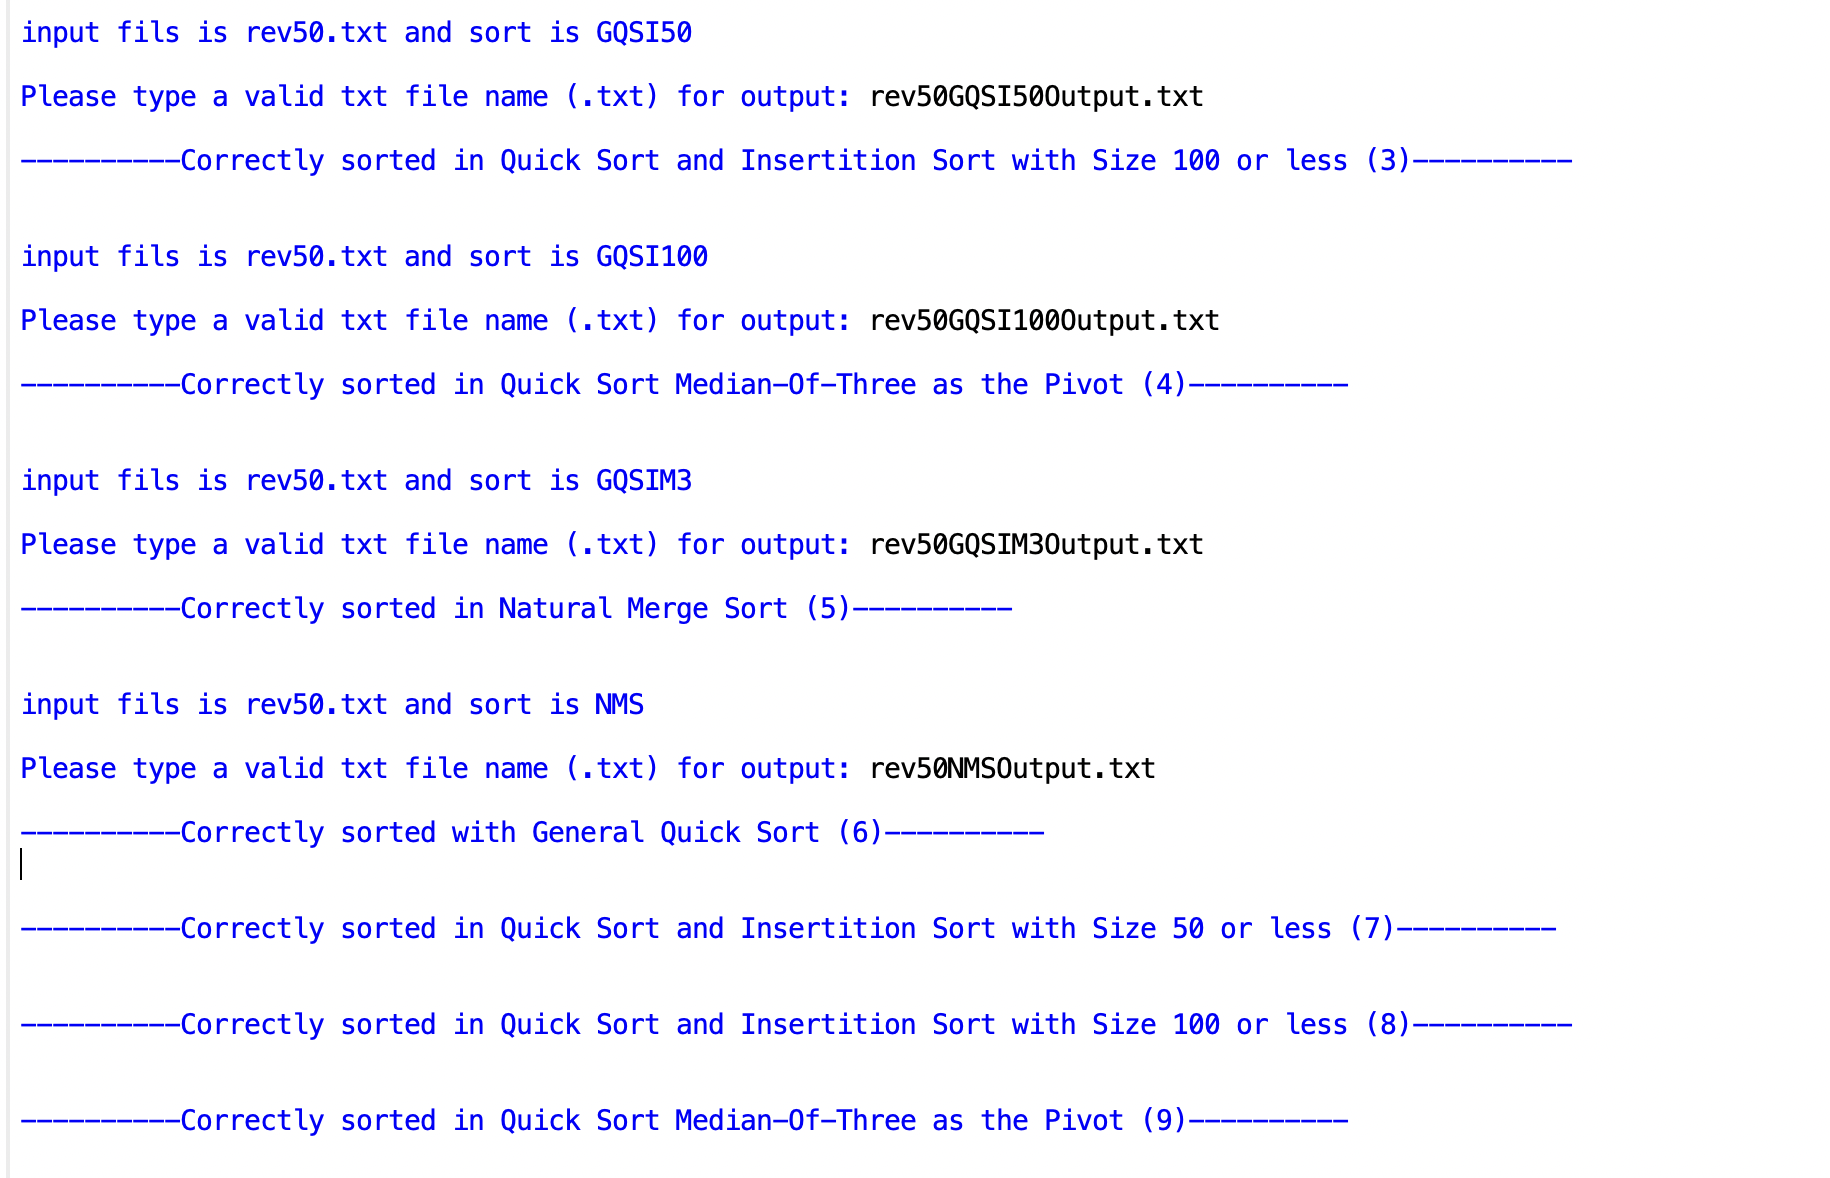 input fils is rev50.txt and sort is GQSI50
Please type a valid txt file name (.txt) for output: rev50GQSI50Output.txt
----------Correctly sorted in Quick Sort and Insertition Sort with Size 100 or less (3)----------
input fils is rev50.txt and sort is GQSI100
Please type a valid txt file name (.txt) for output: rev50GQSI100Output.txt
----------Correctly sorted in Quick Sort Median-Of-Three as the Pivot (4)----------
input fils is rev50.txt and sort is GQSIM3
Please type a valid txt file name (.txt) for output: rev50GQSIM3Output.txt
----------Correctly sorted in Natural Merge Sort (5)----------
input fils is rev50.txt and sort is NMS
Please type a valid txt file name (.txt) for output: rev50NMSOutput.txt
----------Correctly sorted with General Quick Sort (6)----------
----------Correctly sorted in Quick Sort and Insertition Sort with Size 50 or less (7)----------
----------Correctly sorted in Quick Sort and Insertition Sort with Size 100 or less (8)----------
----------Correctly sorted in Quick Sort Median-Of-Three as the Pivot (9)----------